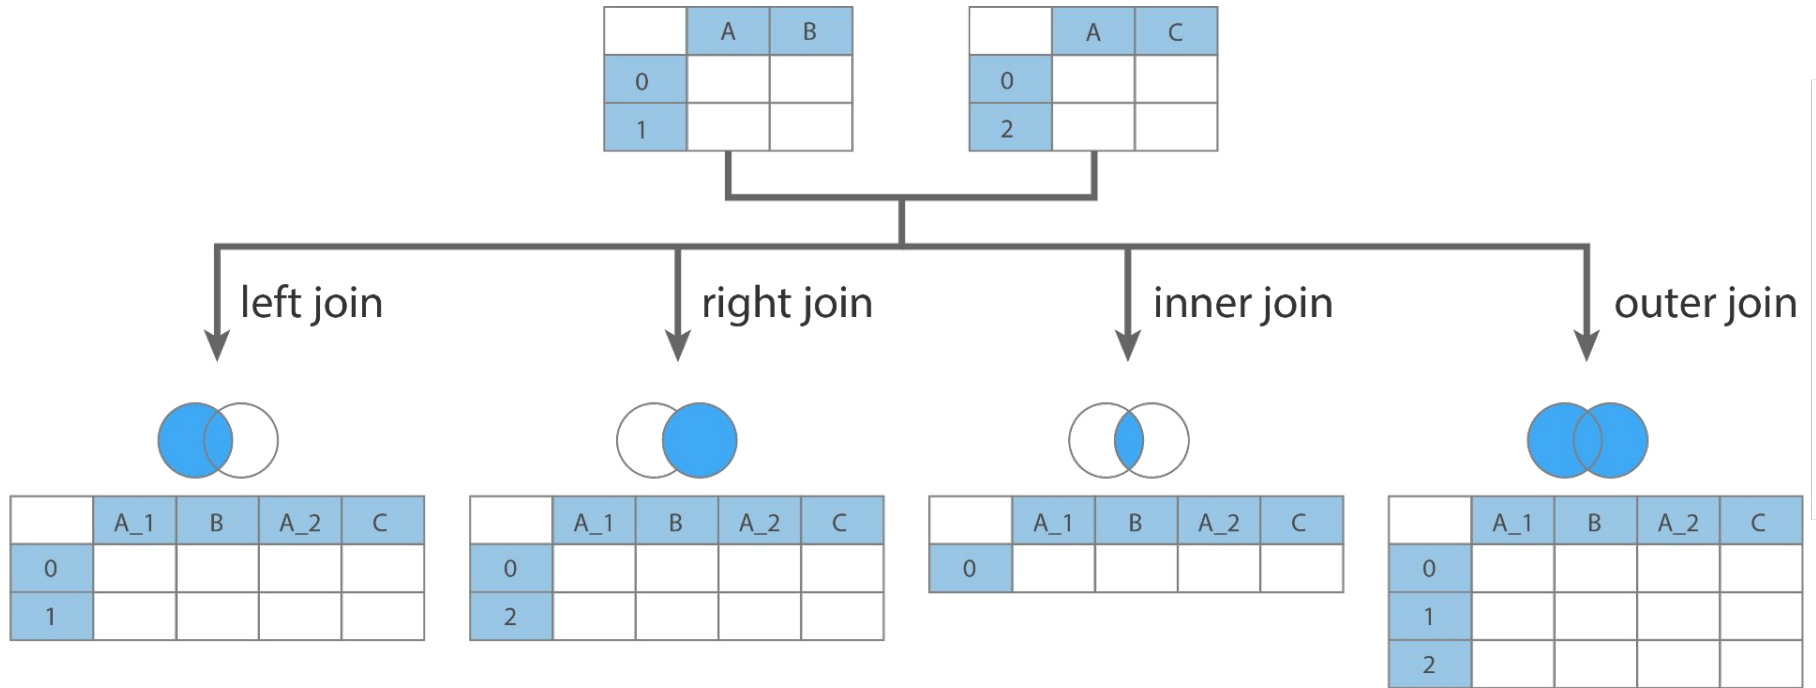 A B
0
1
A C
0
2
left join
right join
inner join
outer join
A_1 B A_2 C
0
1
A_1 B A_2 C
0
2
A_1 B A_2 C
0
A_1 B A_2 C
0
1
2